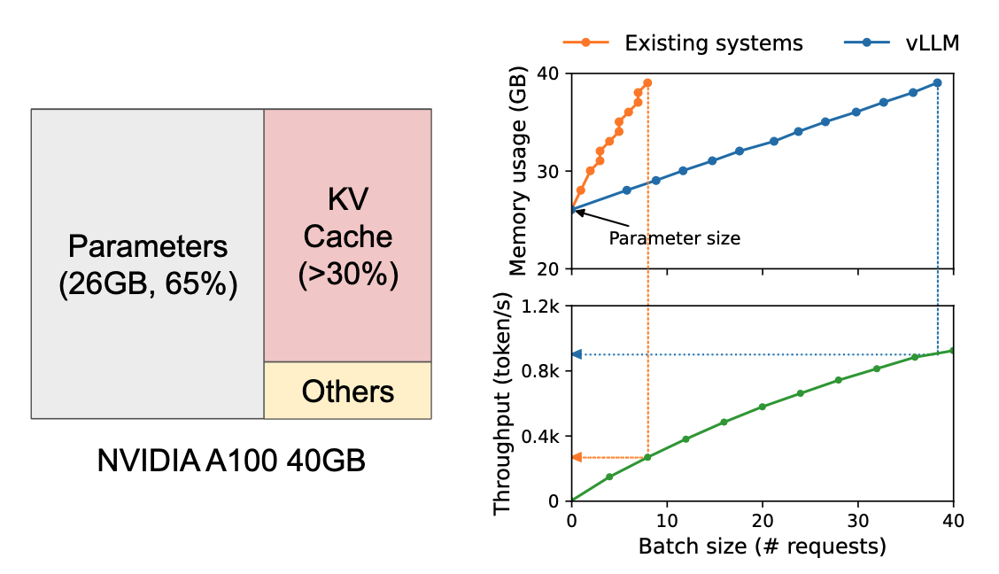 Parameters
(26GB, 65%)
KV
Cache
(>30%)
Others
NVIDIA A100 40GB
Existing systems
vLLM
Memory usage (GB)
40
30
20
Parameter size
Throughput (token/s)
1.2k
0.8k
0.4k
0
0
10
20
30
40
Batch size (# requests)